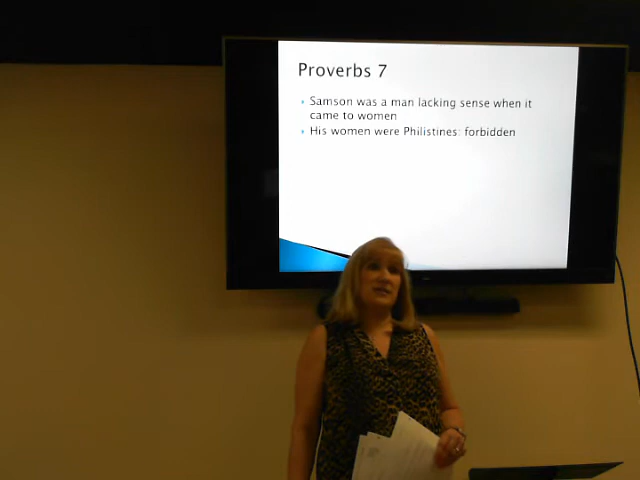 Proverbs 7
Samson was a man lacking sense when it
came to women
His women were Philistines: forbidden